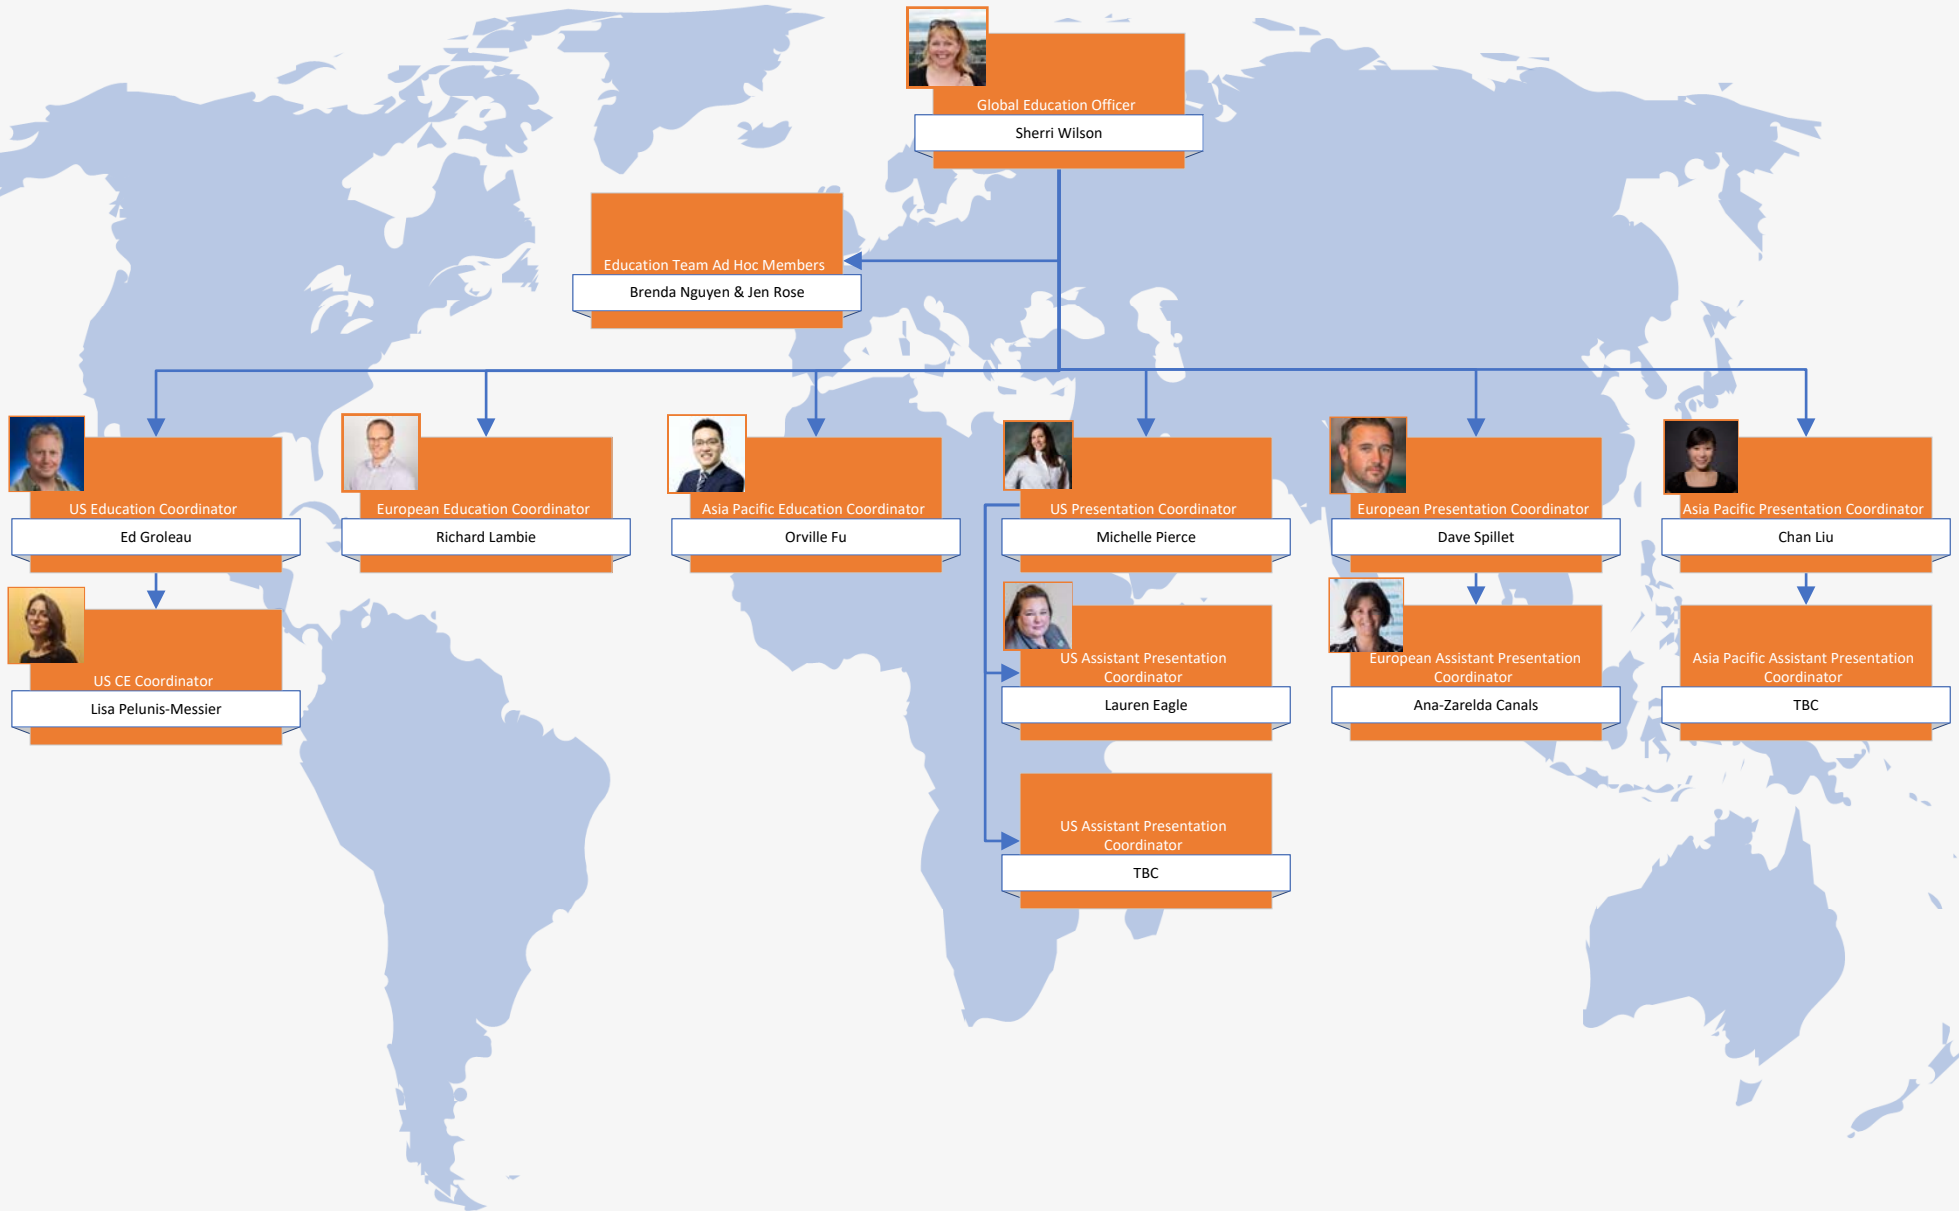 Global Education Officer
Sherri Wilson
Education Team Ad Hoc Members
Brenda Nguyen & Jen Rose
US Education Coordinator
Ed Groleau
European Education Coordinator
Richard Lambie
Asia Pacific Education Coordinator
Orville Fu
US Presentation Coordinator
Michelle Pierce
European Presentation Coordinator
Dave Spillet
Asia Pacific Presentation Coordinator
Chan Liu
US CE Coordinator
Lisa Pelunis-Messier
US Assistant Presentation
Coordinator
Lauren Eagle
European Assistant Presentation
Coordinator
Ana-Zarelda Canals
Asia Pacific Assistant Presentation
Coordinator
TBC
US Assistant Presentation
Coordinator
TBC